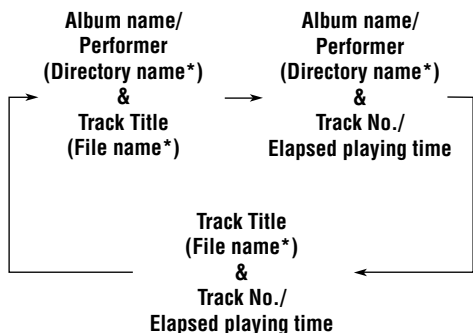 Album name/
Performer
(Directory name*)
&
Track Title
(File name*)
Album name/
Performer
(Directory name*)
&
Track No./
Elapsed playing time
Track Title
(File name*)
&
Track No./
Elapsed playing time